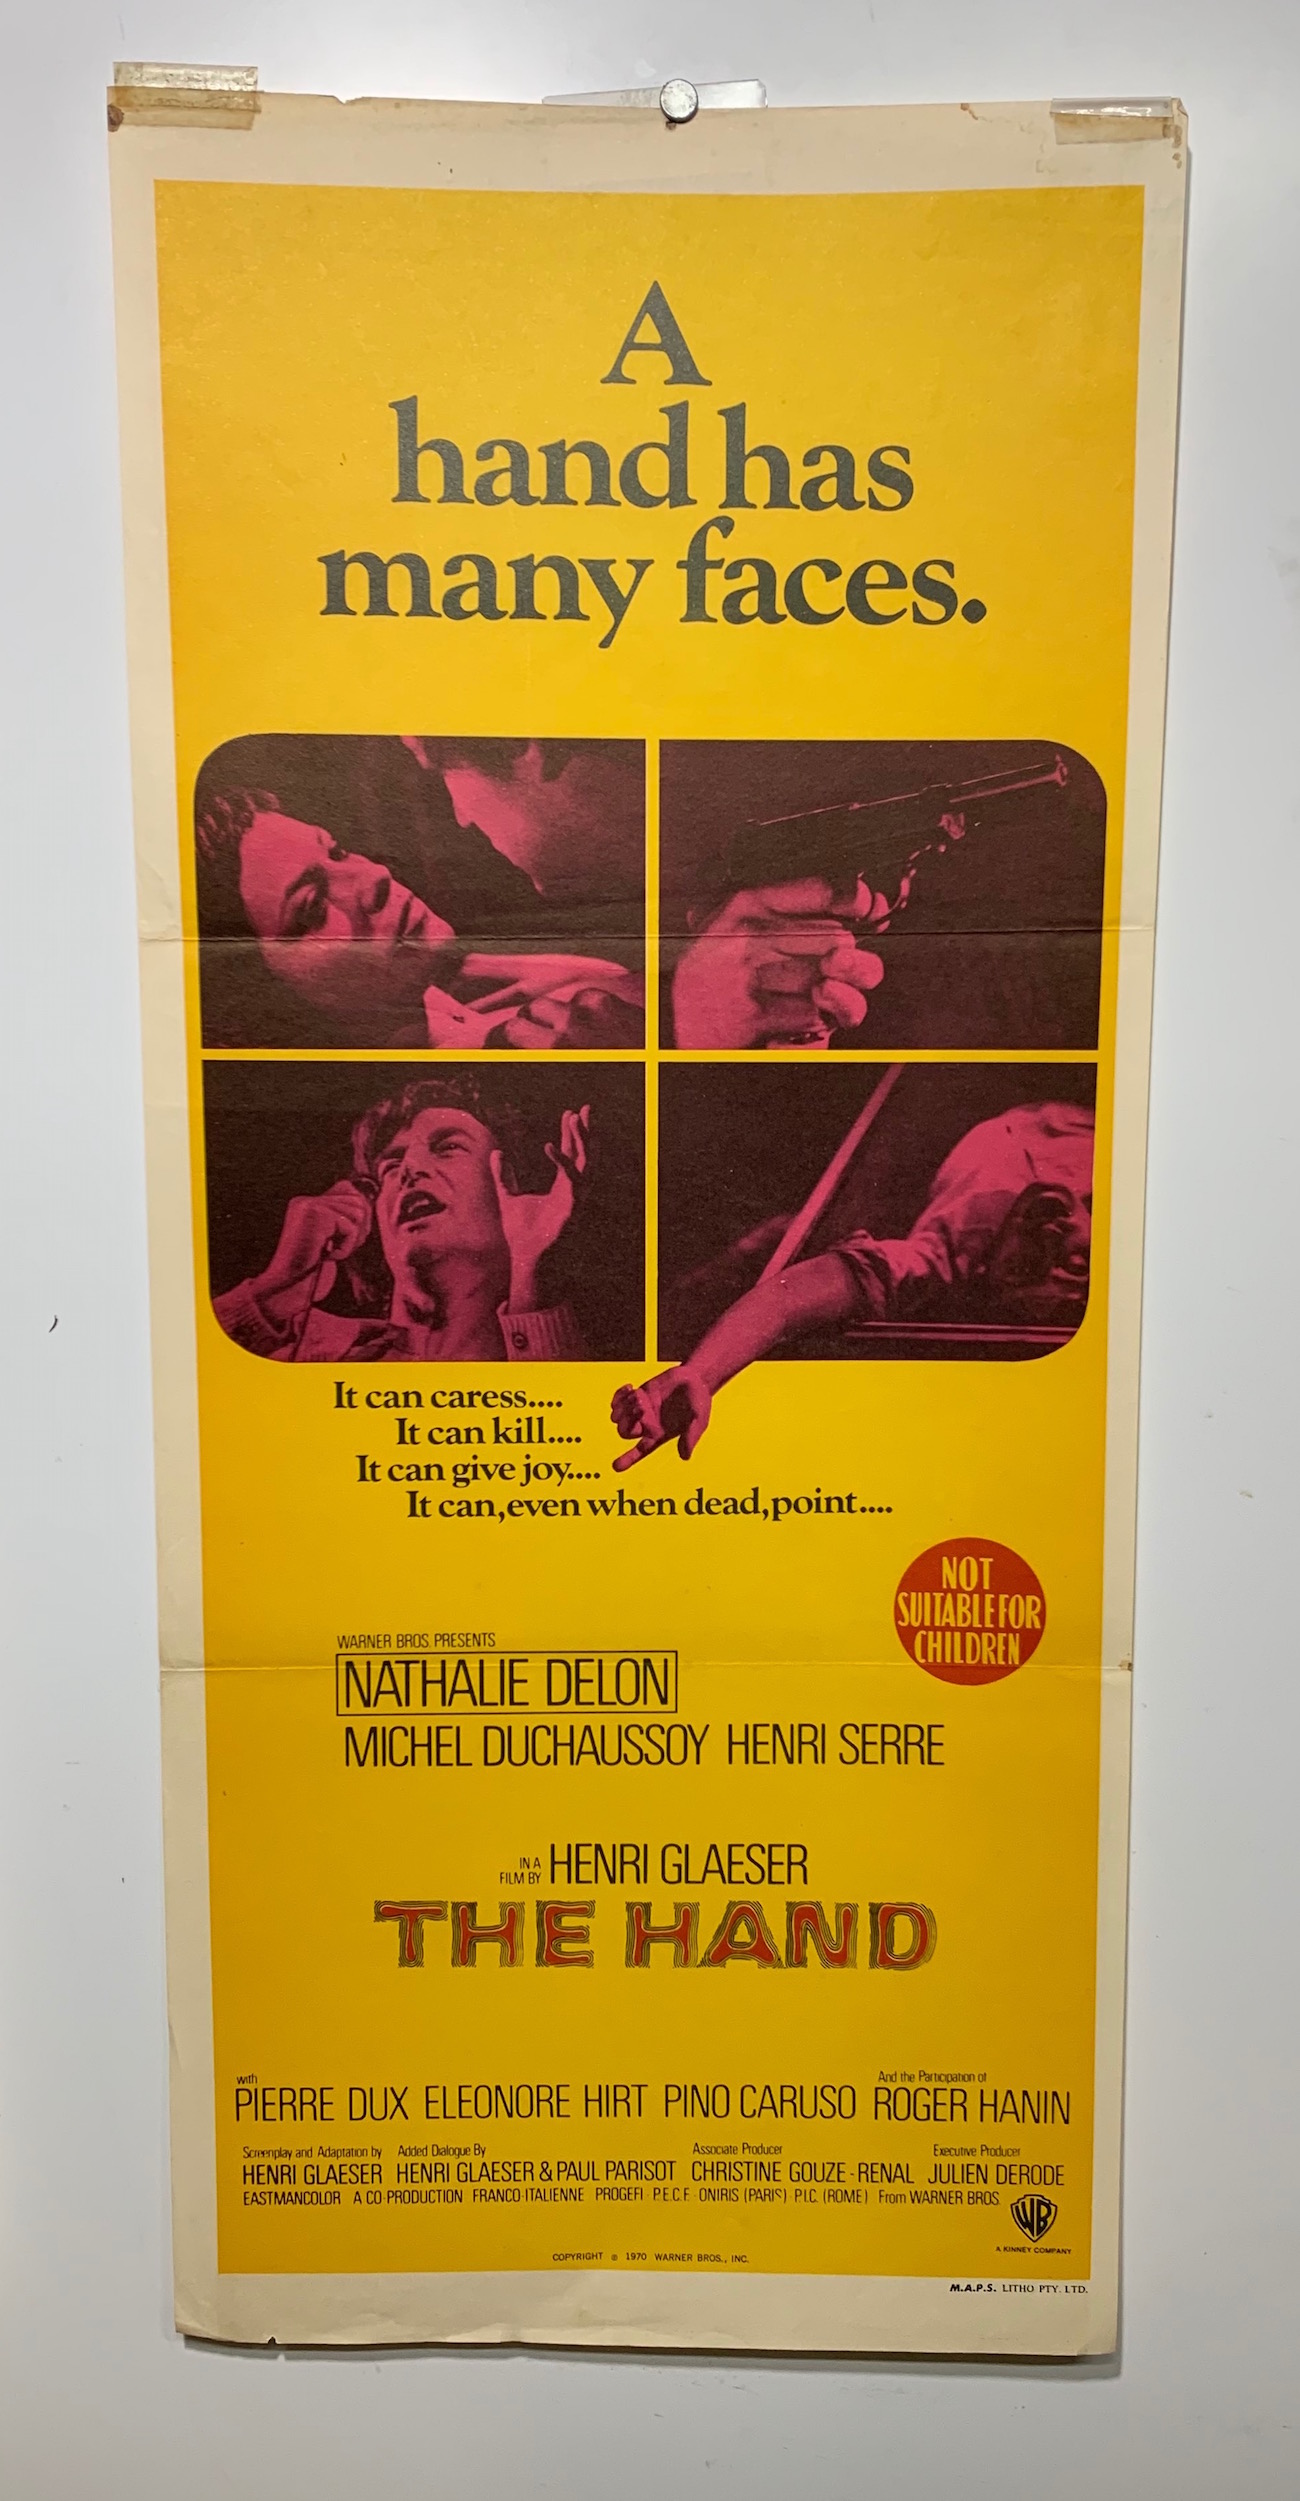 A
hand has
many faces.
It can caress....
It can kill....
It can give joy....
It can, even when dead, point....
NOT
SUITABLE FOR
CHILDREN
WARNER BROS. PRESENTS
NATHALIE DELON
MICHEL DUCHAUSSOY HENRI SERRE
IN A
FILM BY HENRI GLAESER
THE HAND
with And the Participation of
PIERRE DUX ELEONORE HIRT PINO CARUSO ROGER HANIN
Screenplay and Adaptation by Added Dialogue By Associate Producer Executive Producer
HENRI GLAESER HENRI GLAESER & PAUL PARISOT CHRISTINE GOUZE-RENAL JULIEN DERODE
EASTMANCOLOR A CO-PRODUCTION FRANCO-ITALIENNE PROGEFI - P.E.C.F. - ONIRIS (PARIS) - P.I.C. (ROME) From WARNER BROS.
WB
A KINNEY COMPANY
COPYRIGHT © 1970 WARNER BROS., INC.
M.A.P.S. LITHO PTY. LTD.